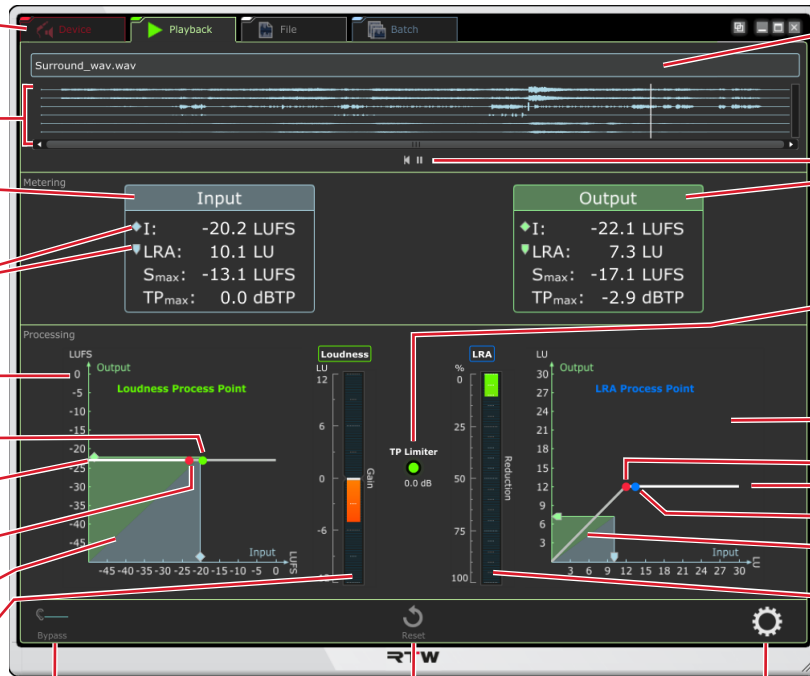 Device Playback File Batch
Surround_wav.wav
Metering
Input
I: -20.2 LUFS
LRA: 10.1 LU
Smax: -13.1 LUFS
TPmax: 0.0 dBTP
Output
I: -22.1 LUFS
LRA: 7.3 LU
Smax: -17.1 LUFS
TPmax: -2.9 dBTP
Processing
LUFS
Output
Loudness Process Point
0
-5
-10
-15
-20
-25
-30
-35
-40
-45
Input
LUFS
-45 -40 -35 -30 -25 -20 -15 -10 -5 0
Loudness
LU
12
6
0
-6
Gain
TP Limiter
0.0 dB
LRA
%
0
25
50
75
100
Reduction
LU
Output
LRA Process Point
30
27
24
21
18
15
12
9
6
3
Input
LU
3 6 9 12 15 18 21 24 27 30
Bypass
Reset
RTW